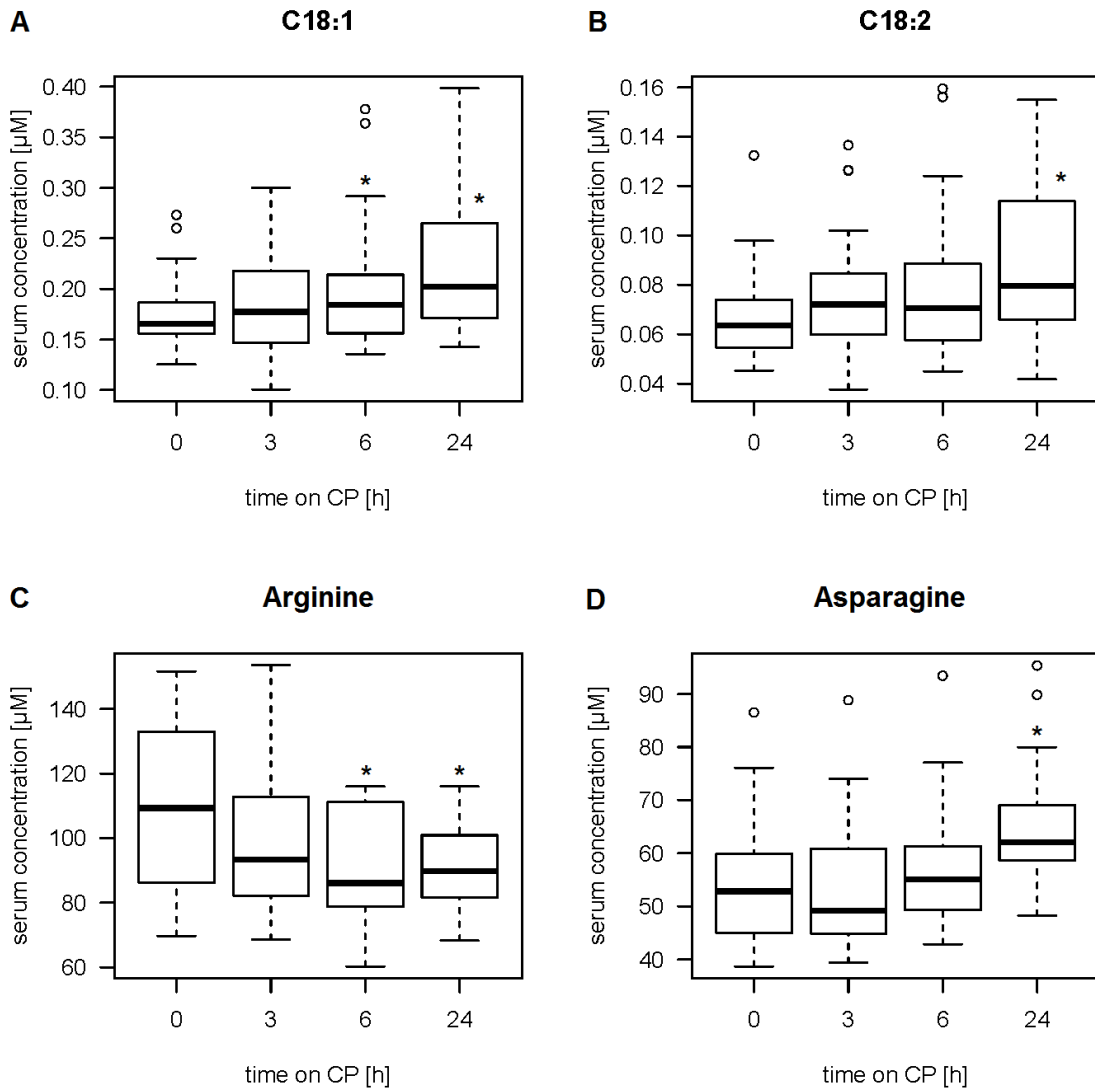 A C18:1
serum concentration [µM]
0.40
0.35
0.30
0.25
0.20
0.15
0.10
* *
0 3 6 24
time on CP [h]
B C18:2
serum concentration [µM]
0.16
0.14
0.12
0.10
0.08
0.06
0.04
*
0 3 6 24
time on CP [h]
C Arginine
serum concentration [µM]
140
120
100
80
60
* *
0 3 6 24
time on CP [h]
D Asparagine
serum concentration [µM]
90
80
70
60
50
40
*
0 3 6 24
time on CP [h]